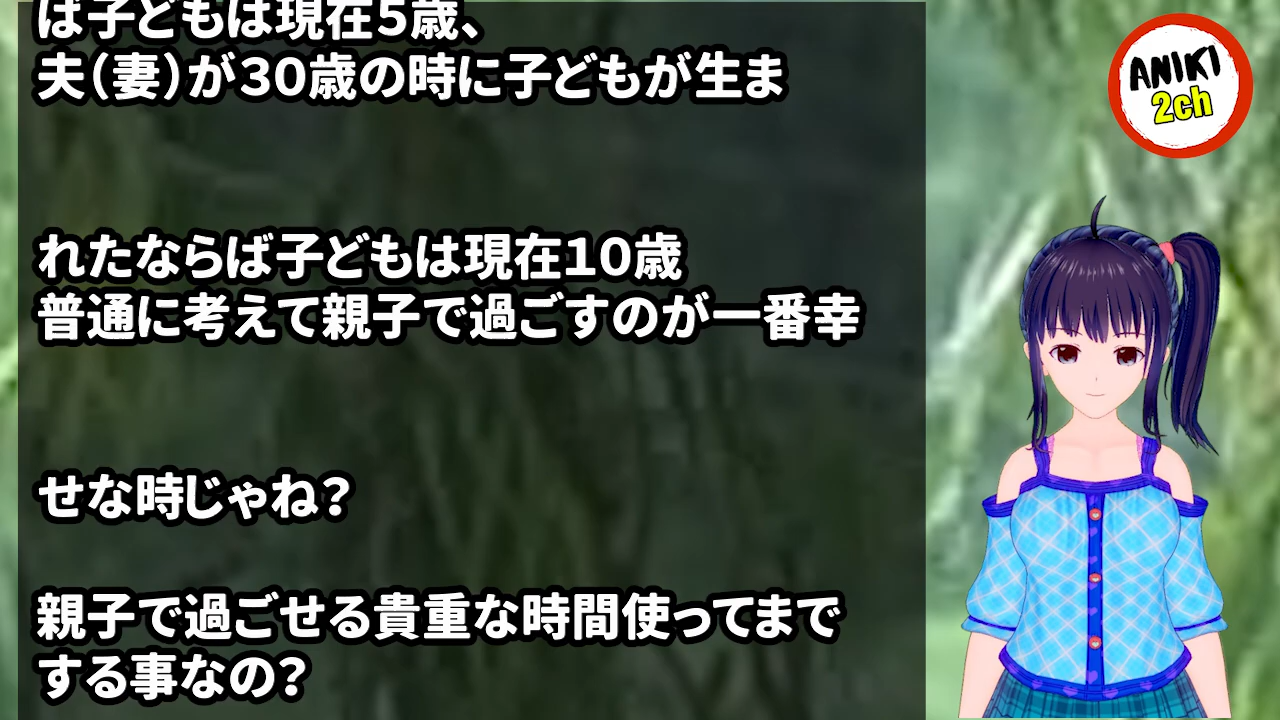 ば子どもは現在5歳、
夫(妻)が30歳の時に子どもが生ま
れたならば子どもは現在10歳
普通に考えて親子で過ごすのが一番幸
せな時じゃね?
親子で過ごせる貴重な時間使ってまで
する事なの?
ANIKI
2ch